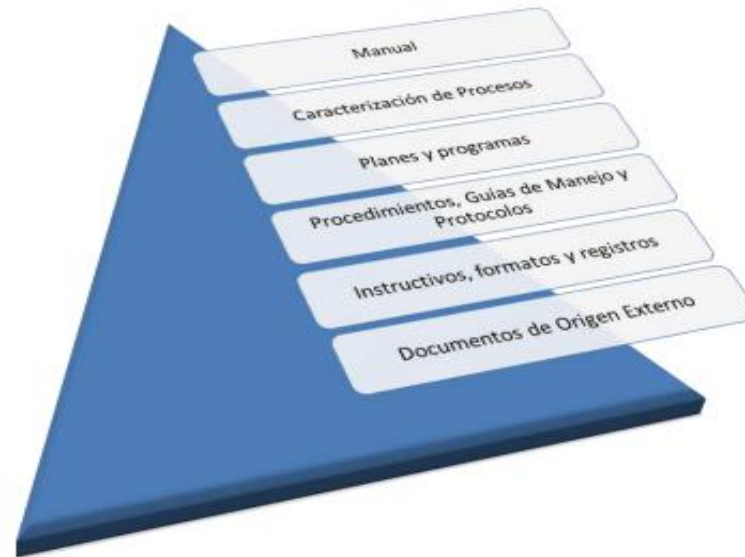 Manual
Caracterización de Procesos
Planes y programas
Procedimientos, Guías de Manejo y
Protocolos
Instructivos, formatos y registros
Documentos de Origen Externo